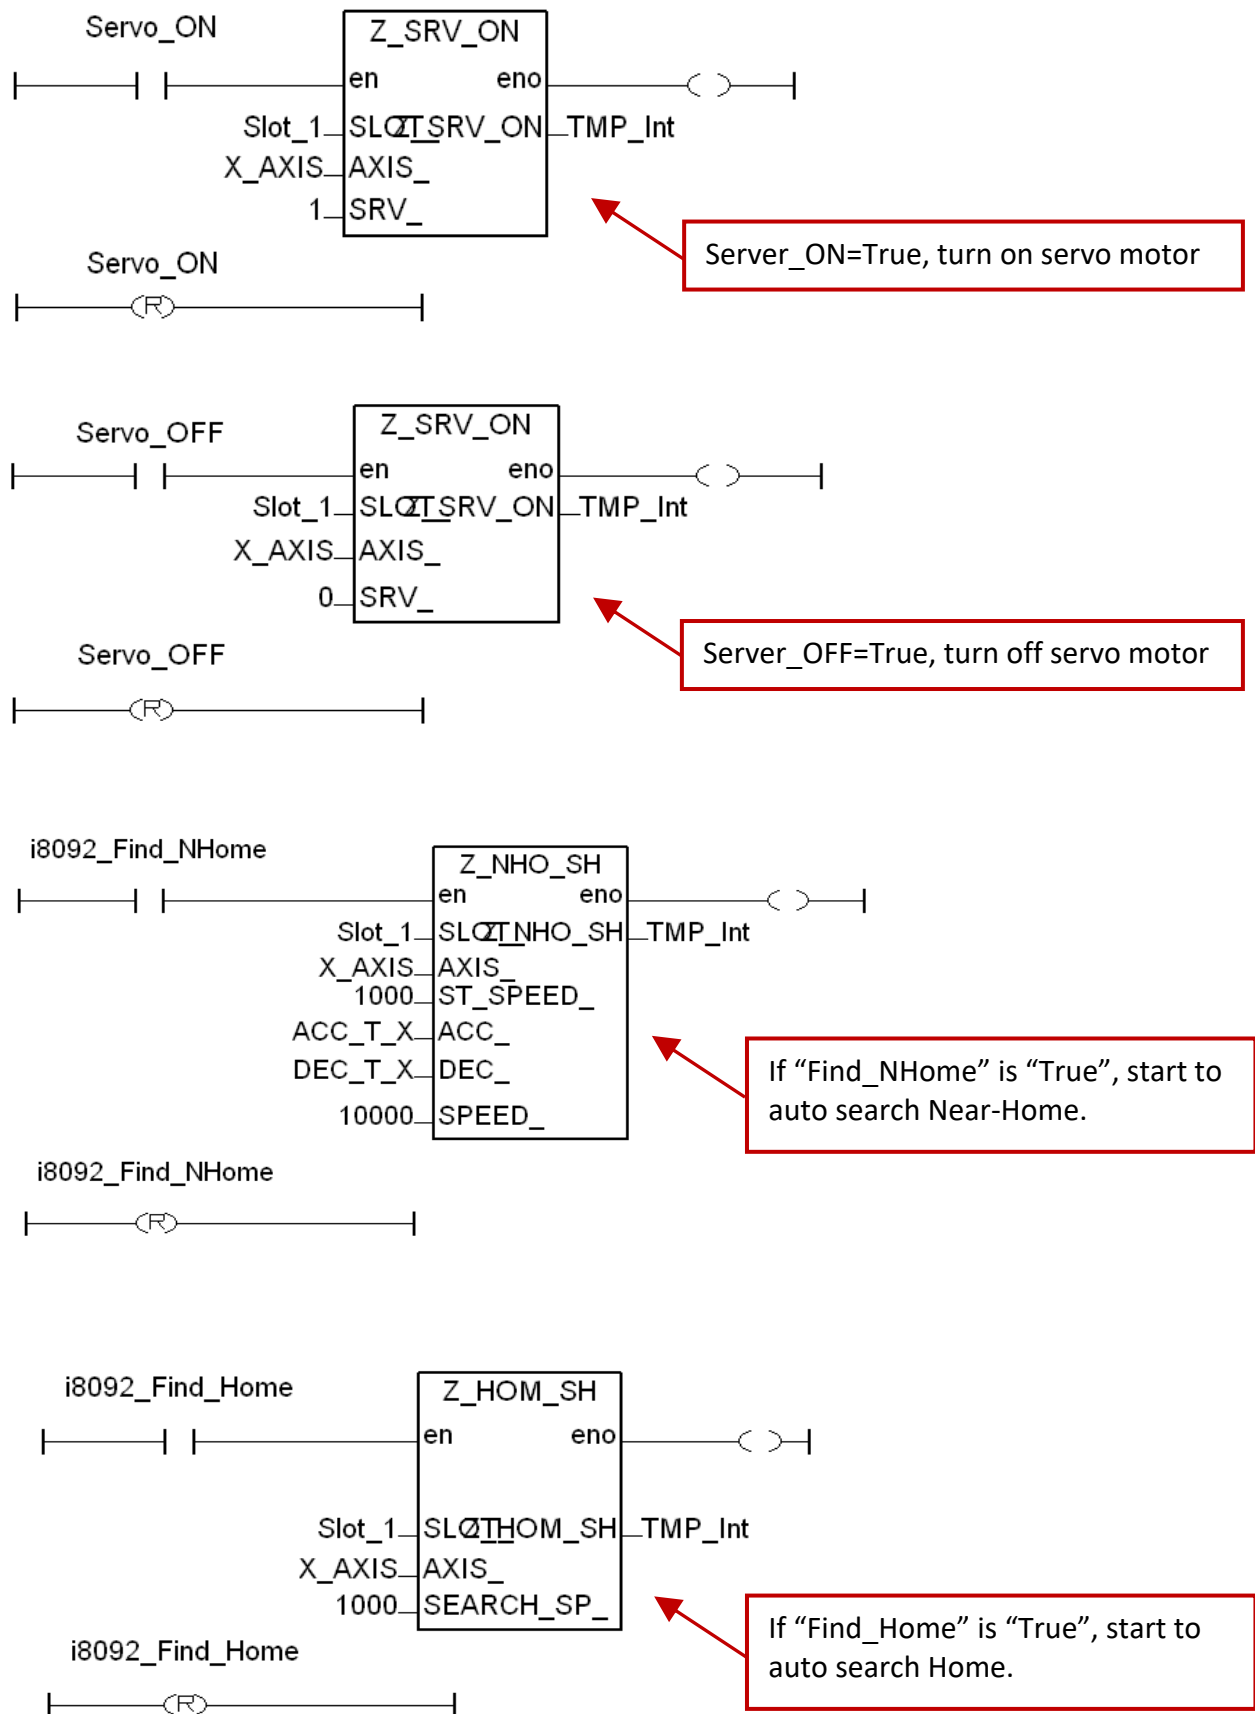 Servo_ON
Z_SRV_ON
en eno
Slot_1 SLOT_ Z_SRV_ON TMP_Int
X_AXIS AXIS_
1 SRV_
Server_ON=True, turn on servo motor
Servo_ON
(R)
Servo_OFF
Z_SRV_ON
en eno
Slot_1 SLOT_ Z_SRV_ON TMP_Int
X_AXIS AXIS_
0 SRV_
Server_OFF=True, turn off servo motor
Servo_OFF
(R)
i8092_Find_NHome
Z_NHO_SH
en eno
Slot_1 SLOT_ Z_NHO_SH TMP_Int
X_AXIS AXIS_
1000 ST_SPEED_
ACC_T_X ACC_
DEC_T_X DEC_
10000 SPEED_
If “Find_NHome” is “True”, start to
auto search Near-Home.
i8092_Find_NHome
(R)
i8092_Find_Home
Z_HOM_SH
en eno
Slot_1 SLOT_ Z_HOM_SH TMP_Int
X_AXIS AXIS_
1000 SEARCH_SP_
If “Find_Home” is “True”, start to
auto search Home.
i8092_Find_Home
(R)